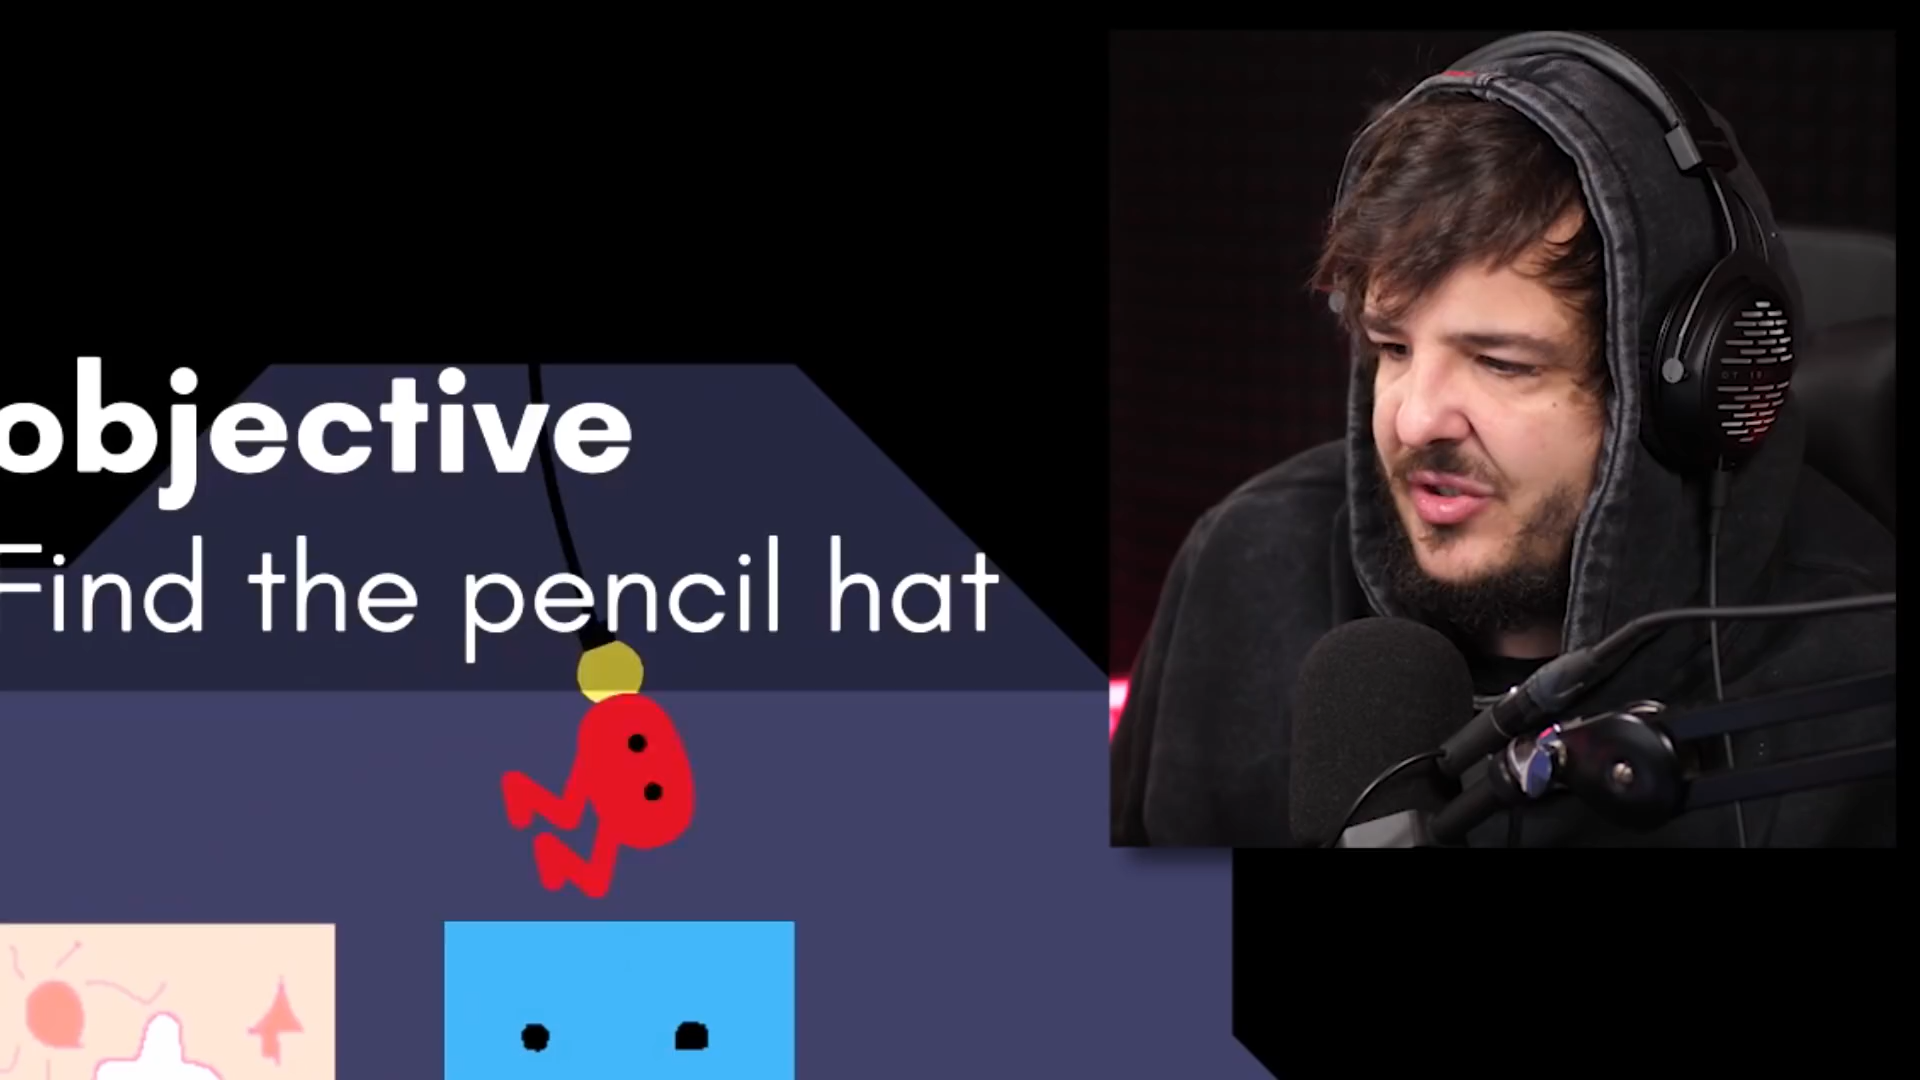 objective
Find the pencil hat